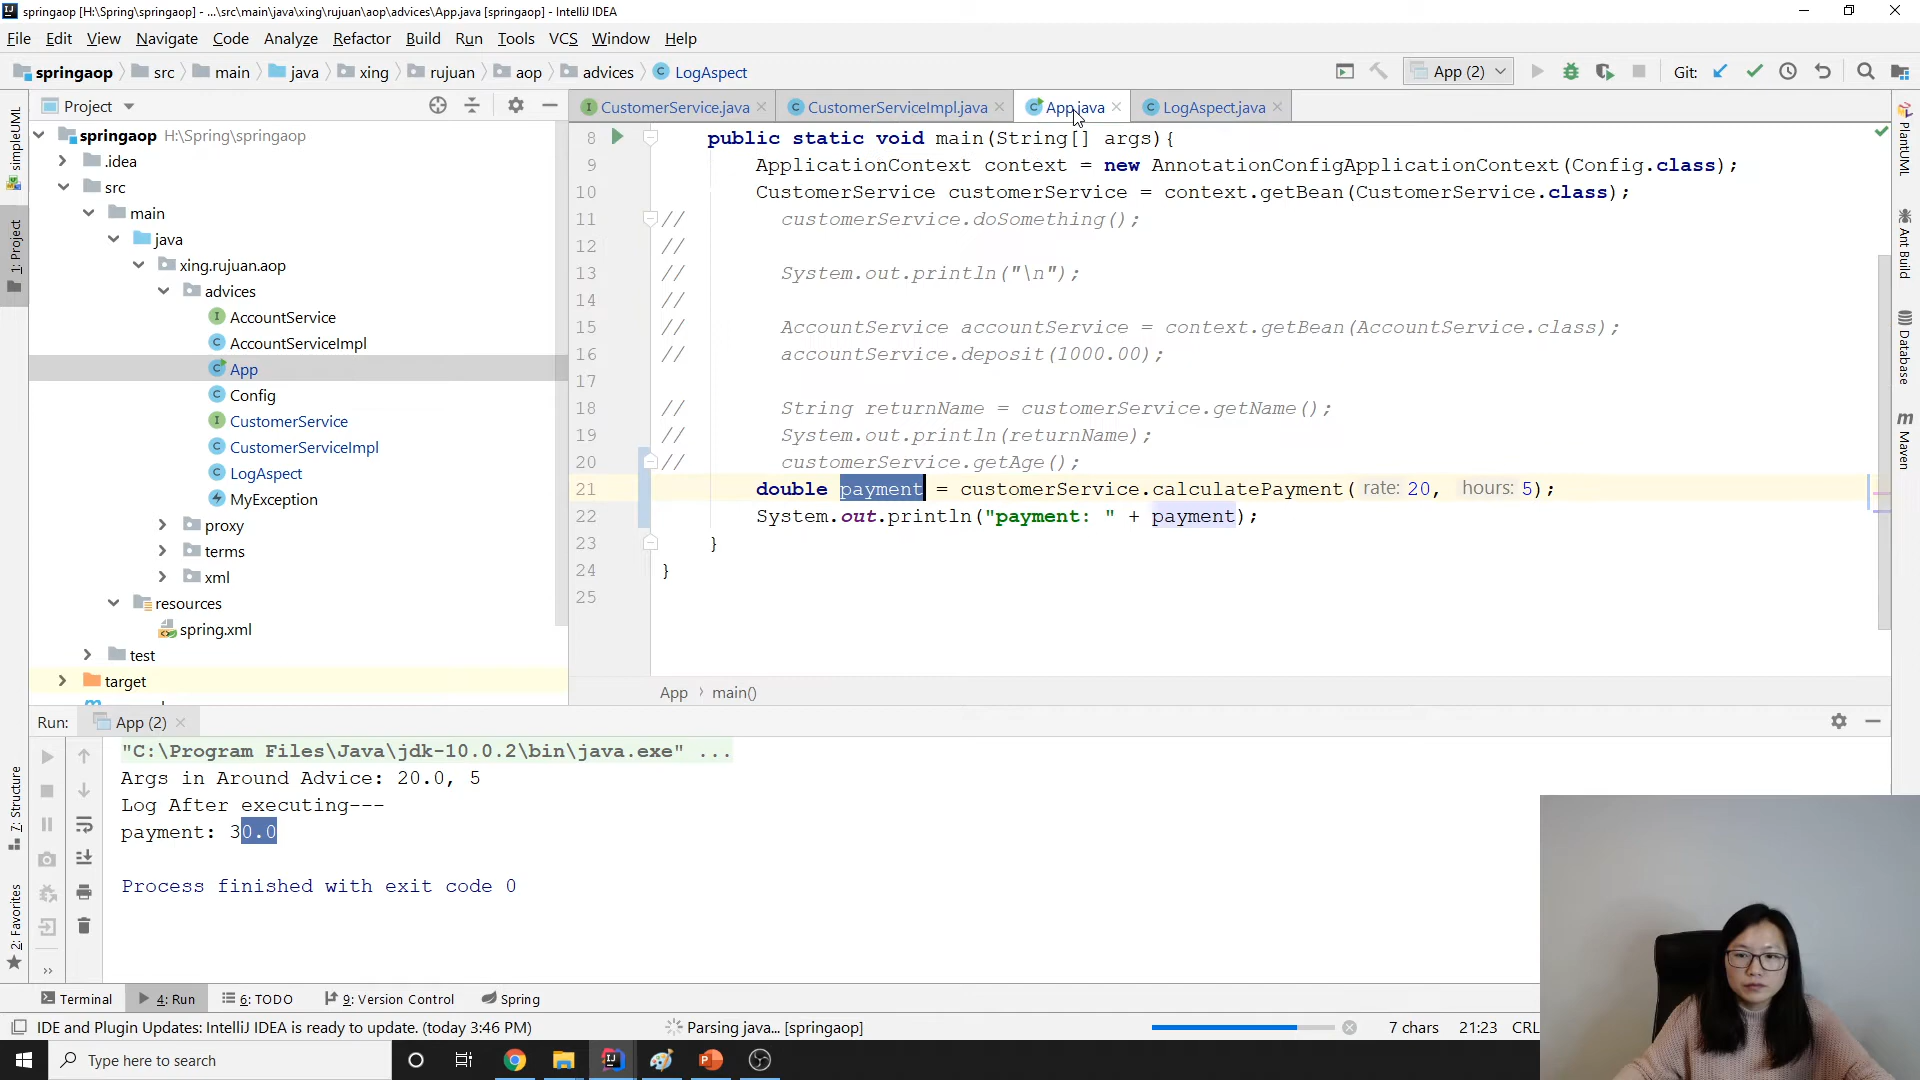 springaop [H:\Spring\springaop] - ...\src\main\java\xing\rujuan\aop\advices\App.java [springaop] - IntelliJ IDEA
File Edit View Navigate Code Analyze Refactor Build Run Tools VCS Window Help
springaop src main java xing rujuan aop advices LogAspect App (2) Git:
Project
CustomerService.java CustomerServiceImpl.java App.java LogAspect.java
springaop H:\Spring\springaop
.idea
src
main
java
xing.rujuan.aop
advices
AccountService
AccountServiceImpl
App
Config
CustomerService
CustomerServiceImpl
LogAspect
MyException
proxy
terms
xml
resources
spring.xml
test
target
8 public static void main(String[] args){
9 ApplicationContext context = new AnnotationConfigApplicationContext(Config.class);
10 CustomerService customerService = context.getBean(CustomerService.class);
11 // customerService.doSomething();
12 //
13 // System.out.println("\n");
14 //
15 // AccountService accountService = context.getBean(AccountService.class);
16 // accountService.deposit(1000.00);
17
18 // String returnName = customerService.getName();
19 // System.out.println(returnName);
20 // customerService.getAge();
21 double payment = customerService.calculatePayment( rate: 20, hours: 5);
22 System.out.println("payment: " + payment);
23 }
24 }
25
App › main()
simpleUML
1: Project
7: Structure
2: Favorites
PlantUML
Ant Build
Database
Maven
Run: App (2)
"C:\Program Files\Java\jdk-10.0.2\bin\java.exe" ...
Args in Around Advice: 20.0, 5
Log After executing---
payment: 30.0
Process finished with exit code 0
Terminal 4: Run 6: TODO 9: Version Control Spring
IDE and Plugin Updates: IntelliJ IDEA is ready to update. (today 3:46 PM) Parsing java... [springaop] 7 chars 21:23 CRL
Type here to search